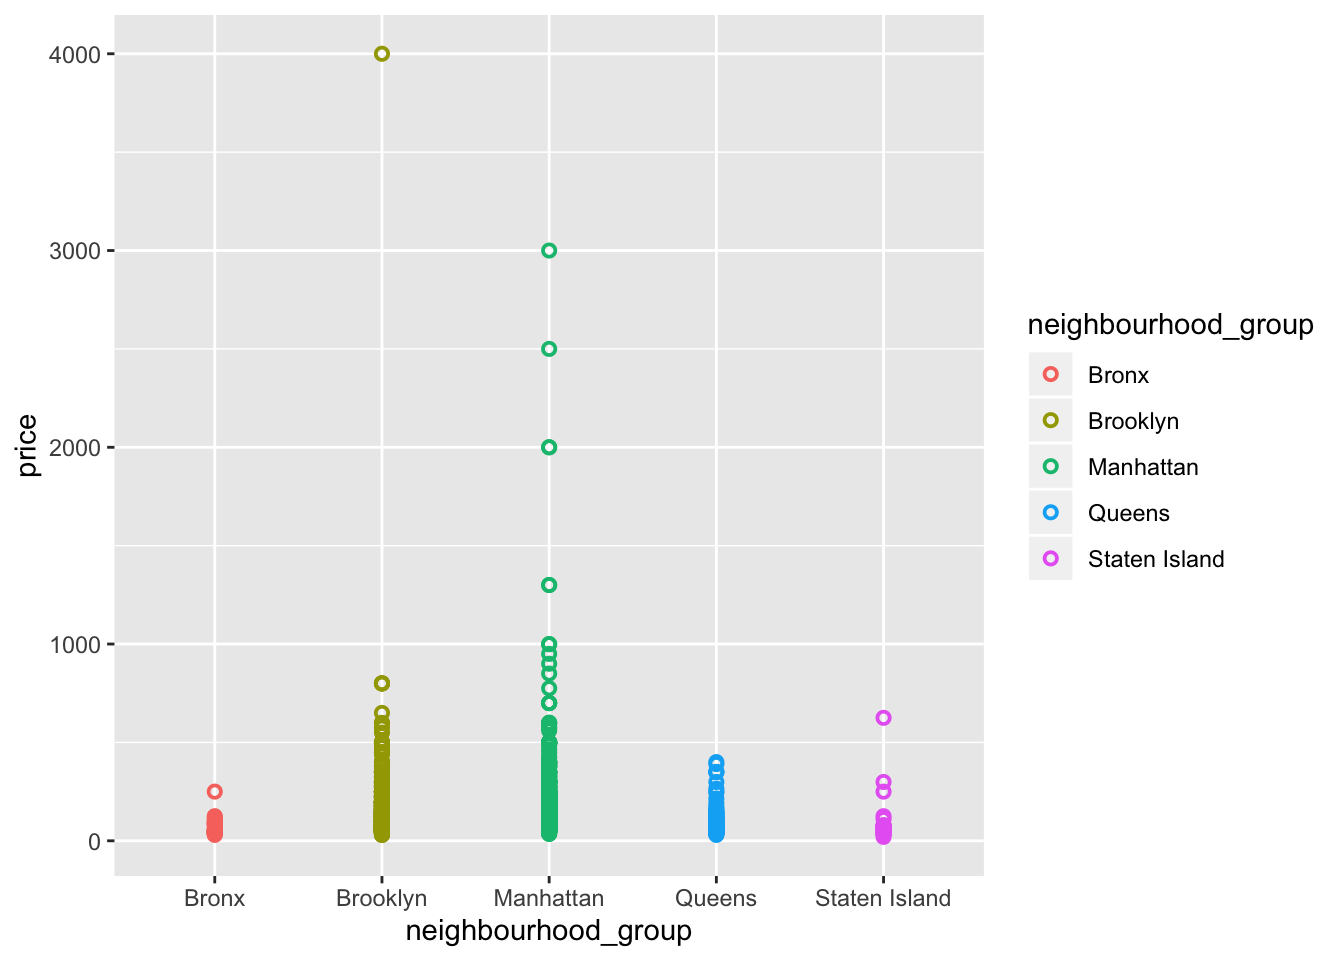 4000
3000
2000
1000
0
price
Bronx
Brooklyn
Manhattan
Queens
Staten Island
neighbourhood_group
neighbourhood_group
Bronx
Brooklyn
Manhattan
Queens
Staten Island